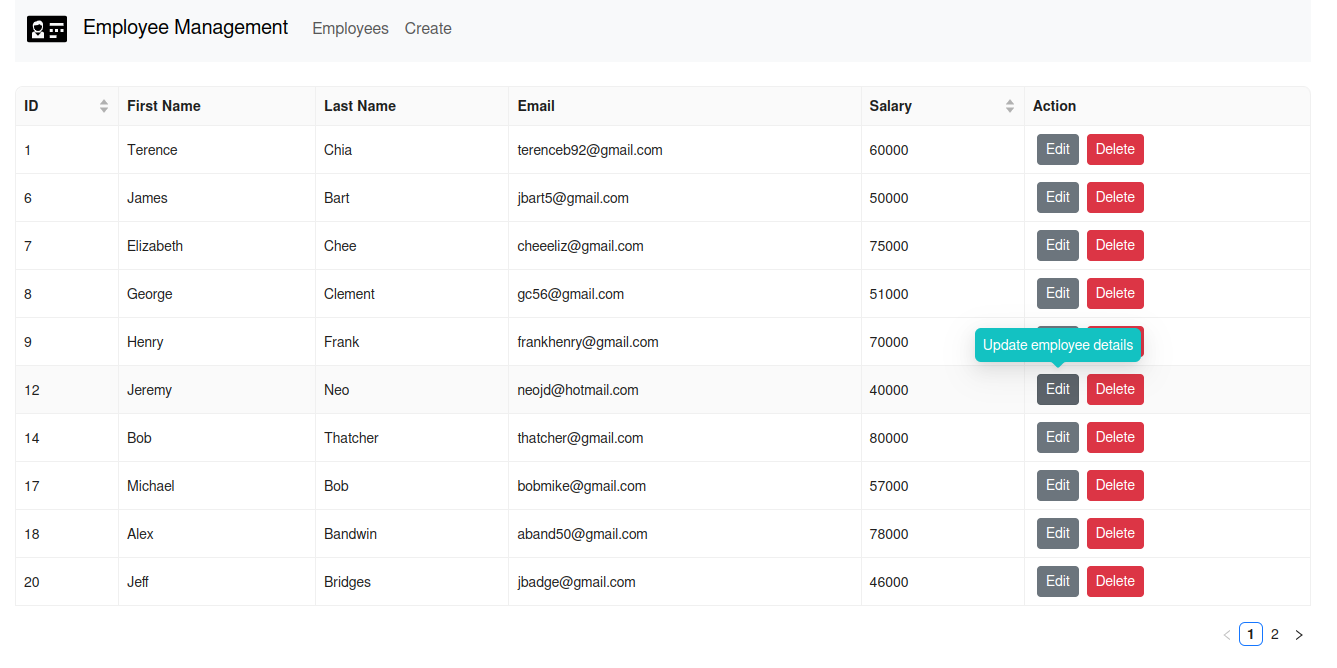 Employee Management Employees Create
ID First Name Last Name Email Salary Action
1 Terence Chia terenceb92@gmail.com 60000 Edit Delete
6 James Bart jbart5@gmail.com 50000 Edit Delete
7 Elizabeth Chee cheeeliz@gmail.com 75000 Edit Delete
8 George Clement gc56@gmail.com 51000 Edit Delete
9 Henry Frank frankhenry@gmail.com 70000
Update employee details
12 Jeremy Neo neojd@hotmail.com 40000 Edit Delete
14 Bob Thatcher thatcher@gmail.com 80000 Edit Delete
17 Michael Bob bobmike@gmail.com 57000 Edit Delete
18 Alex Bandwin aband50@gmail.com 78000 Edit Delete
20 Jeff Bridges jbadge@gmail.com 46000 Edit Delete
< 1 2 >